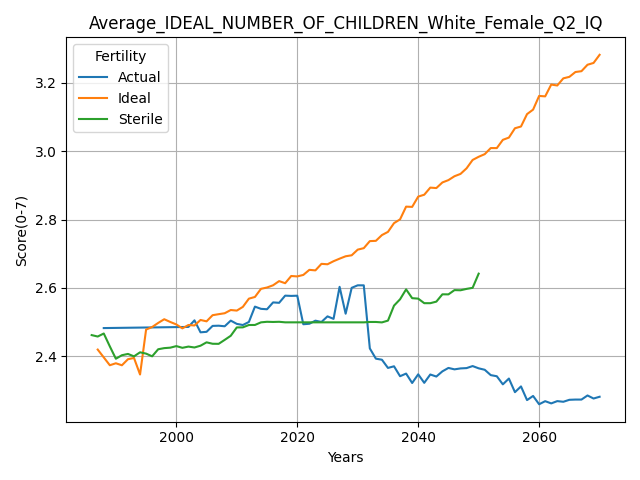 Average_IDEAL_NUMBER_OF_CHILDREN_White_Female_Q2_IQ
Fertility
Actual
Ideal
Sterile
Score(0-7)
3.2
3.0
2.8
2.6
2.4
2000
2020
2040
2060
Years